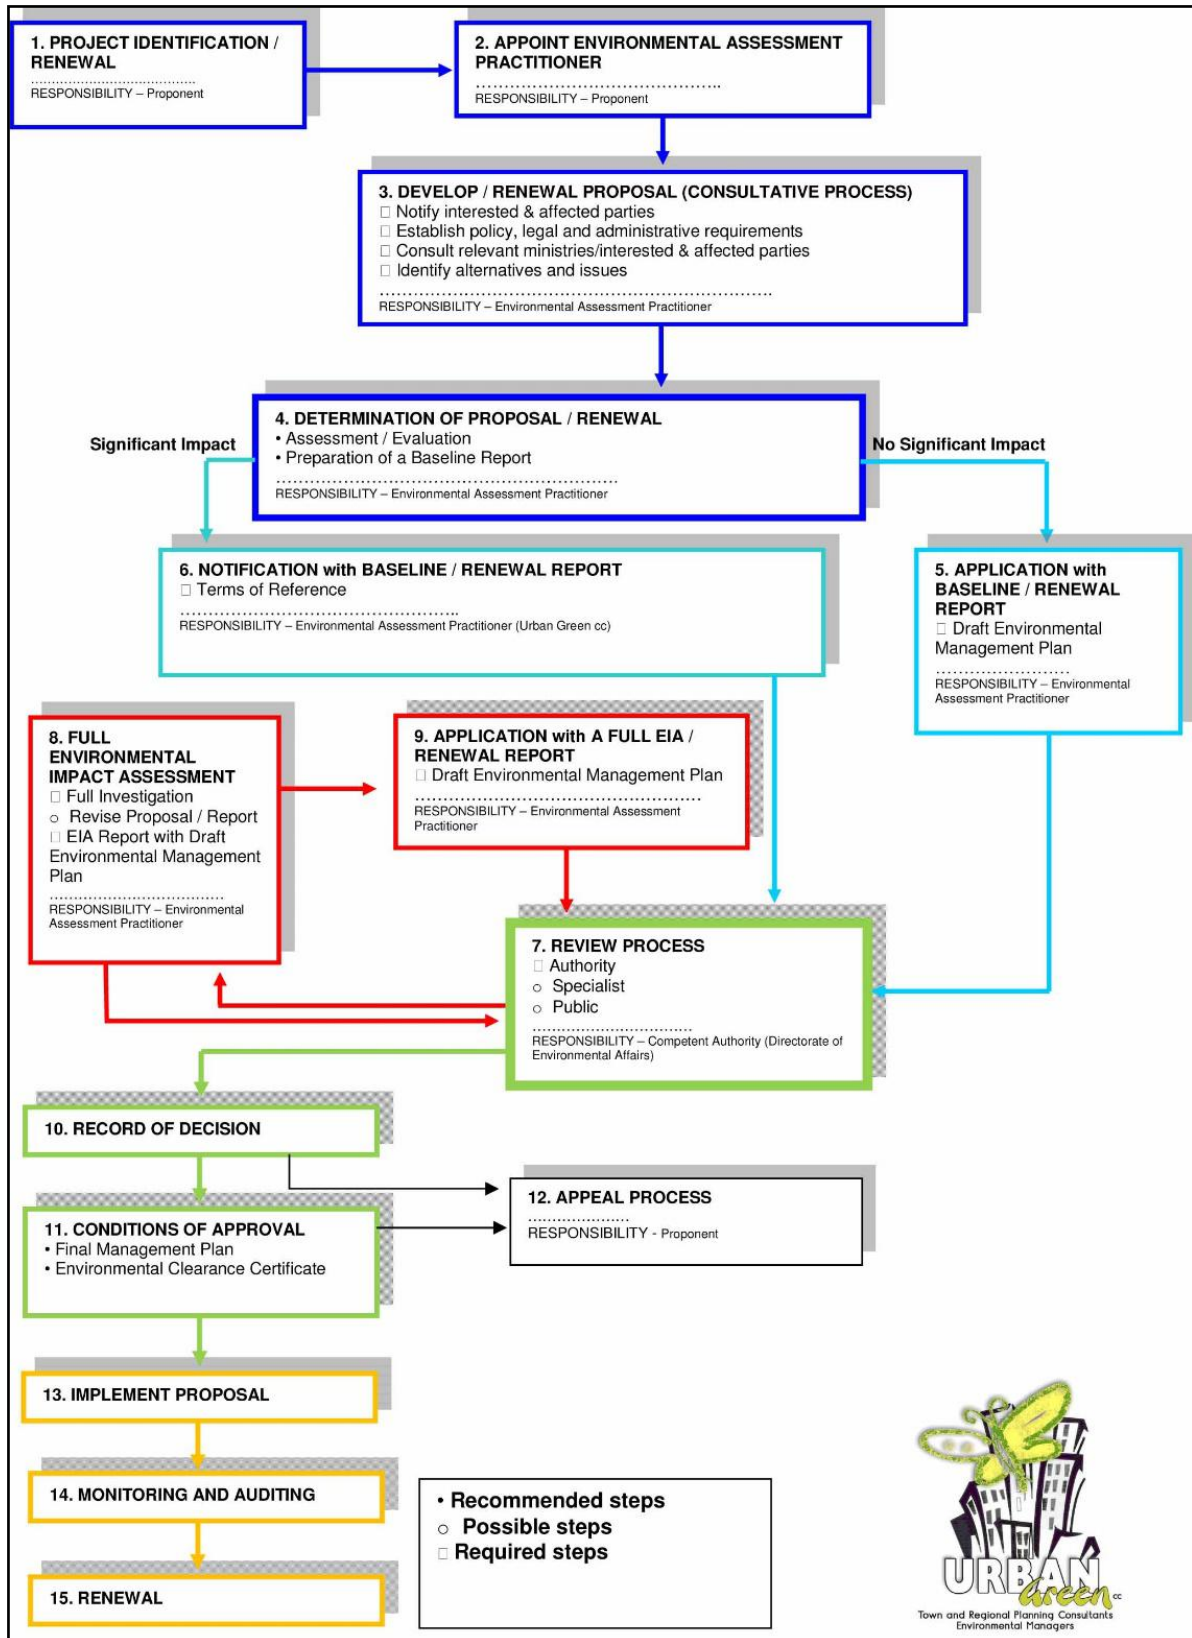 1. PROJECT IDENTIFICATION /
RENEWAL
..........................................
RESPONSIBILITY – Proponent
2. APPOINT ENVIRONMENTAL ASSESSMENT
PRACTITIONER
............................................
RESPONSIBILITY – Proponent
3. DEVELOP / RENEWAL PROPOSAL (CONSULTATIVE PROCESS)
□ Notify interested & affected parties
□ Establish policy, legal and administrative requirements
□ Consult relevant ministries/interested & affected parties
□ Identify alternatives and issues
......................................................................
RESPONSIBILITY – Environmental Assessment Practitioner
4. DETERMINATION OF PROPOSAL / RENEWAL
• Assessment / Evaluation
• Preparation of a Baseline Report
.............................................................
RESPONSIBILITY – Environmental Assessment Practitioner
Significant Impact
No Significant Impact
6. NOTIFICATION with BASELINE / RENEWAL REPORT
□ Terms of Reference
..................................................
RESPONSIBILITY – Environmental Assessment Practitioner (Urban Green cc)
5. APPLICATION with
BASELINE / RENEWAL
REPORT
□ Draft Environmental
Management Plan
........................
RESPONSIBILITY – Environmental
Assessment Practitioner
8. FULL
ENVIRONMENTAL
IMPACT ASSESSMENT
□ Full Investigation
o Revise Proposal / Report
□ EIA Report with Draft
Environmental Management
Plan
....................................
RESPONSIBILITY – Environmental
Assessment Practitioner
9. APPLICATION with A FULL EIA /
RENEWAL REPORT
□ Draft Environmental Management Plan
...................................................
RESPONSIBILITY – Environmental Assessment
Practitioner
7. REVIEW PROCESS
□ Authority
o Specialist
o Public
..................................
RESPONSIBILITY – Competent Authority (Directorate of
Environmental Affairs)
10. RECORD OF DECISION
11. CONDITIONS OF APPROVAL
• Final Management Plan
• Environmental Clearance Certificate
12. APPEAL PROCESS
......................
RESPONSIBILITY - Proponent
13. IMPLEMENT PROPOSAL
14. MONITORING AND AUDITING
15. RENEWAL
• Recommended steps
o Possible steps
□ Required steps
URBAN
Green cc
Town and Regional Planning Consultants
Environmental Managers